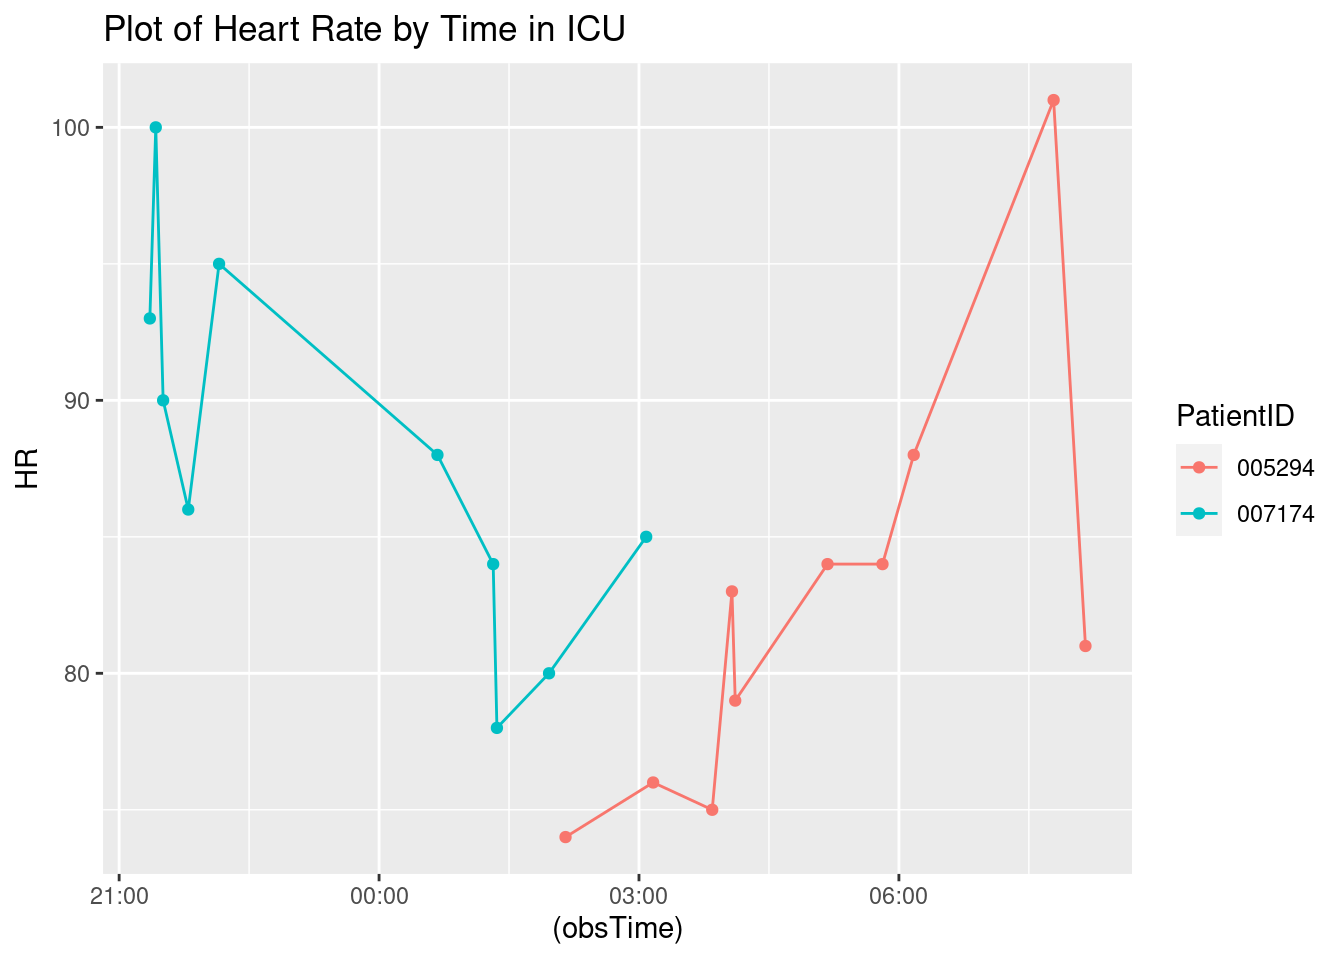 Plot of Heart Rate by Time in ICU
100
90
80
HR
21:00
00:00
03:00
06:00
(obsTime)
PatientID
005294
007174